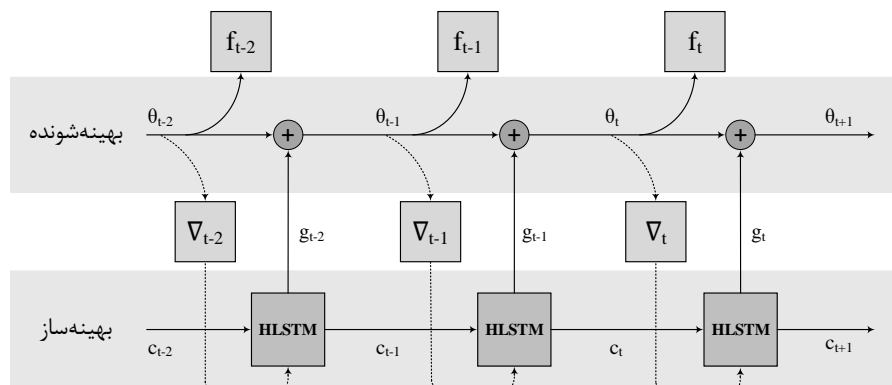 f_{t-2} f_{t-1} f_t
بهینه‌شونده θ_{t-2} + θ_{t-1} + θ_t + θ_{t+1}
∇_{t-2} g_{t-2} ∇_{t-1} g_{t-1} ∇_t g_t
بهینه‌ساز HLSTM HLSTM HLSTM
c_{t-2} c_{t-1} c_t c_{t+1}